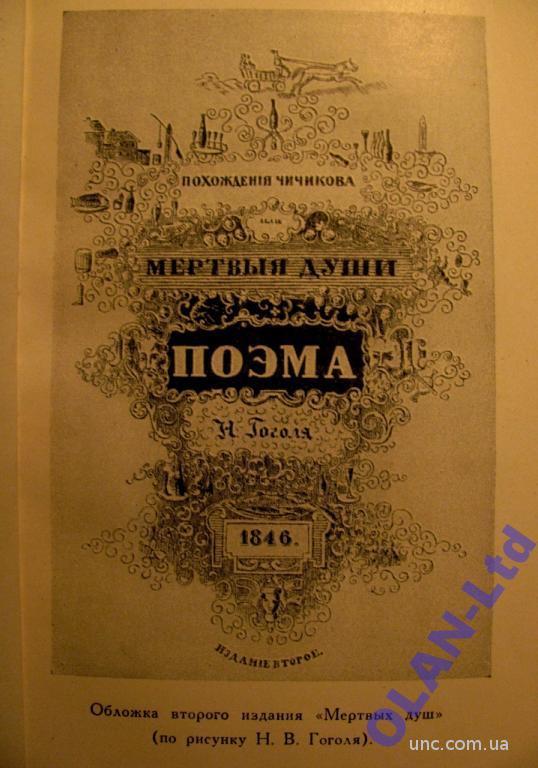 ПОХОЖДЕНІЯ ЧИЧИКОВА
ИЛИ
МЕРТВЫЯ ДУШИ
ПОЭМА
Н. Гоголя
1846.
ИЗДАНІЕ ВТОРОЕ.
Обложка второго издания «Мертвых душ»
(по рисунку Н. В. Гоголя).
OLAN-Ltd
unc.com.ua